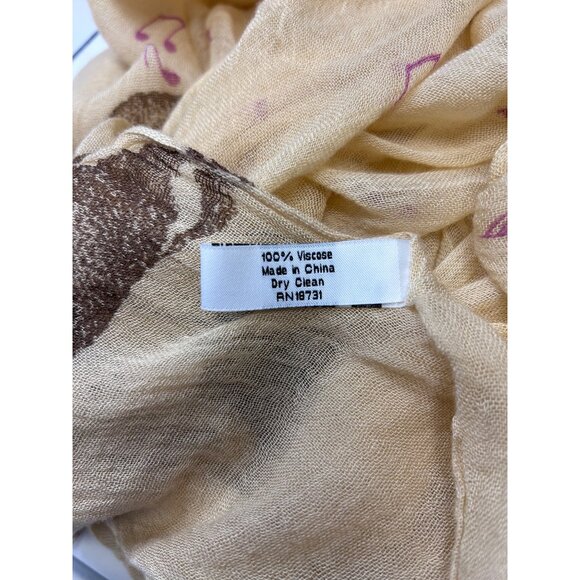 100% Viscose
Made in China
Dry Clean
RN18731